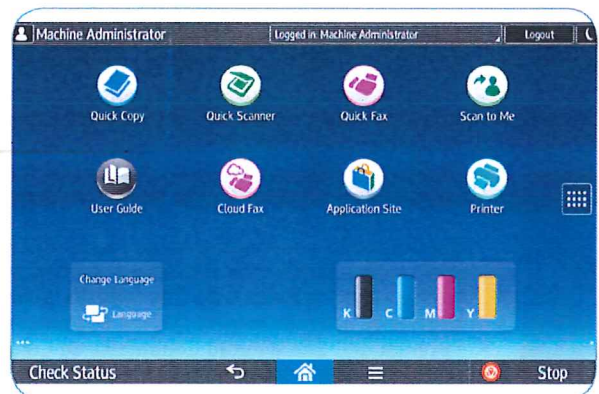 Machine Administrator
Logged in: Machine Administrator
Logout
Quick Copy
Quick Scanner
Quick Fax
Scan to Me
User Guide
Cloud Fax
Application Site
Printer
Change Language
Language
K C M Y
Check Status
Stop